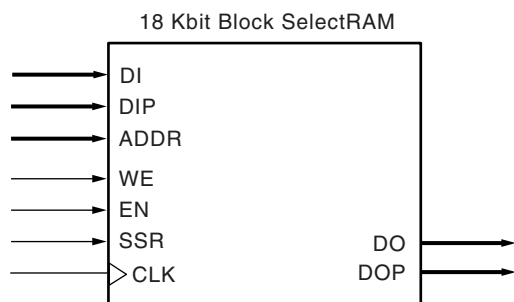 18 Kbit Block SelectRAM
DI
DIP
ADDR
WE
EN
SSR
CLK
DO
DOP